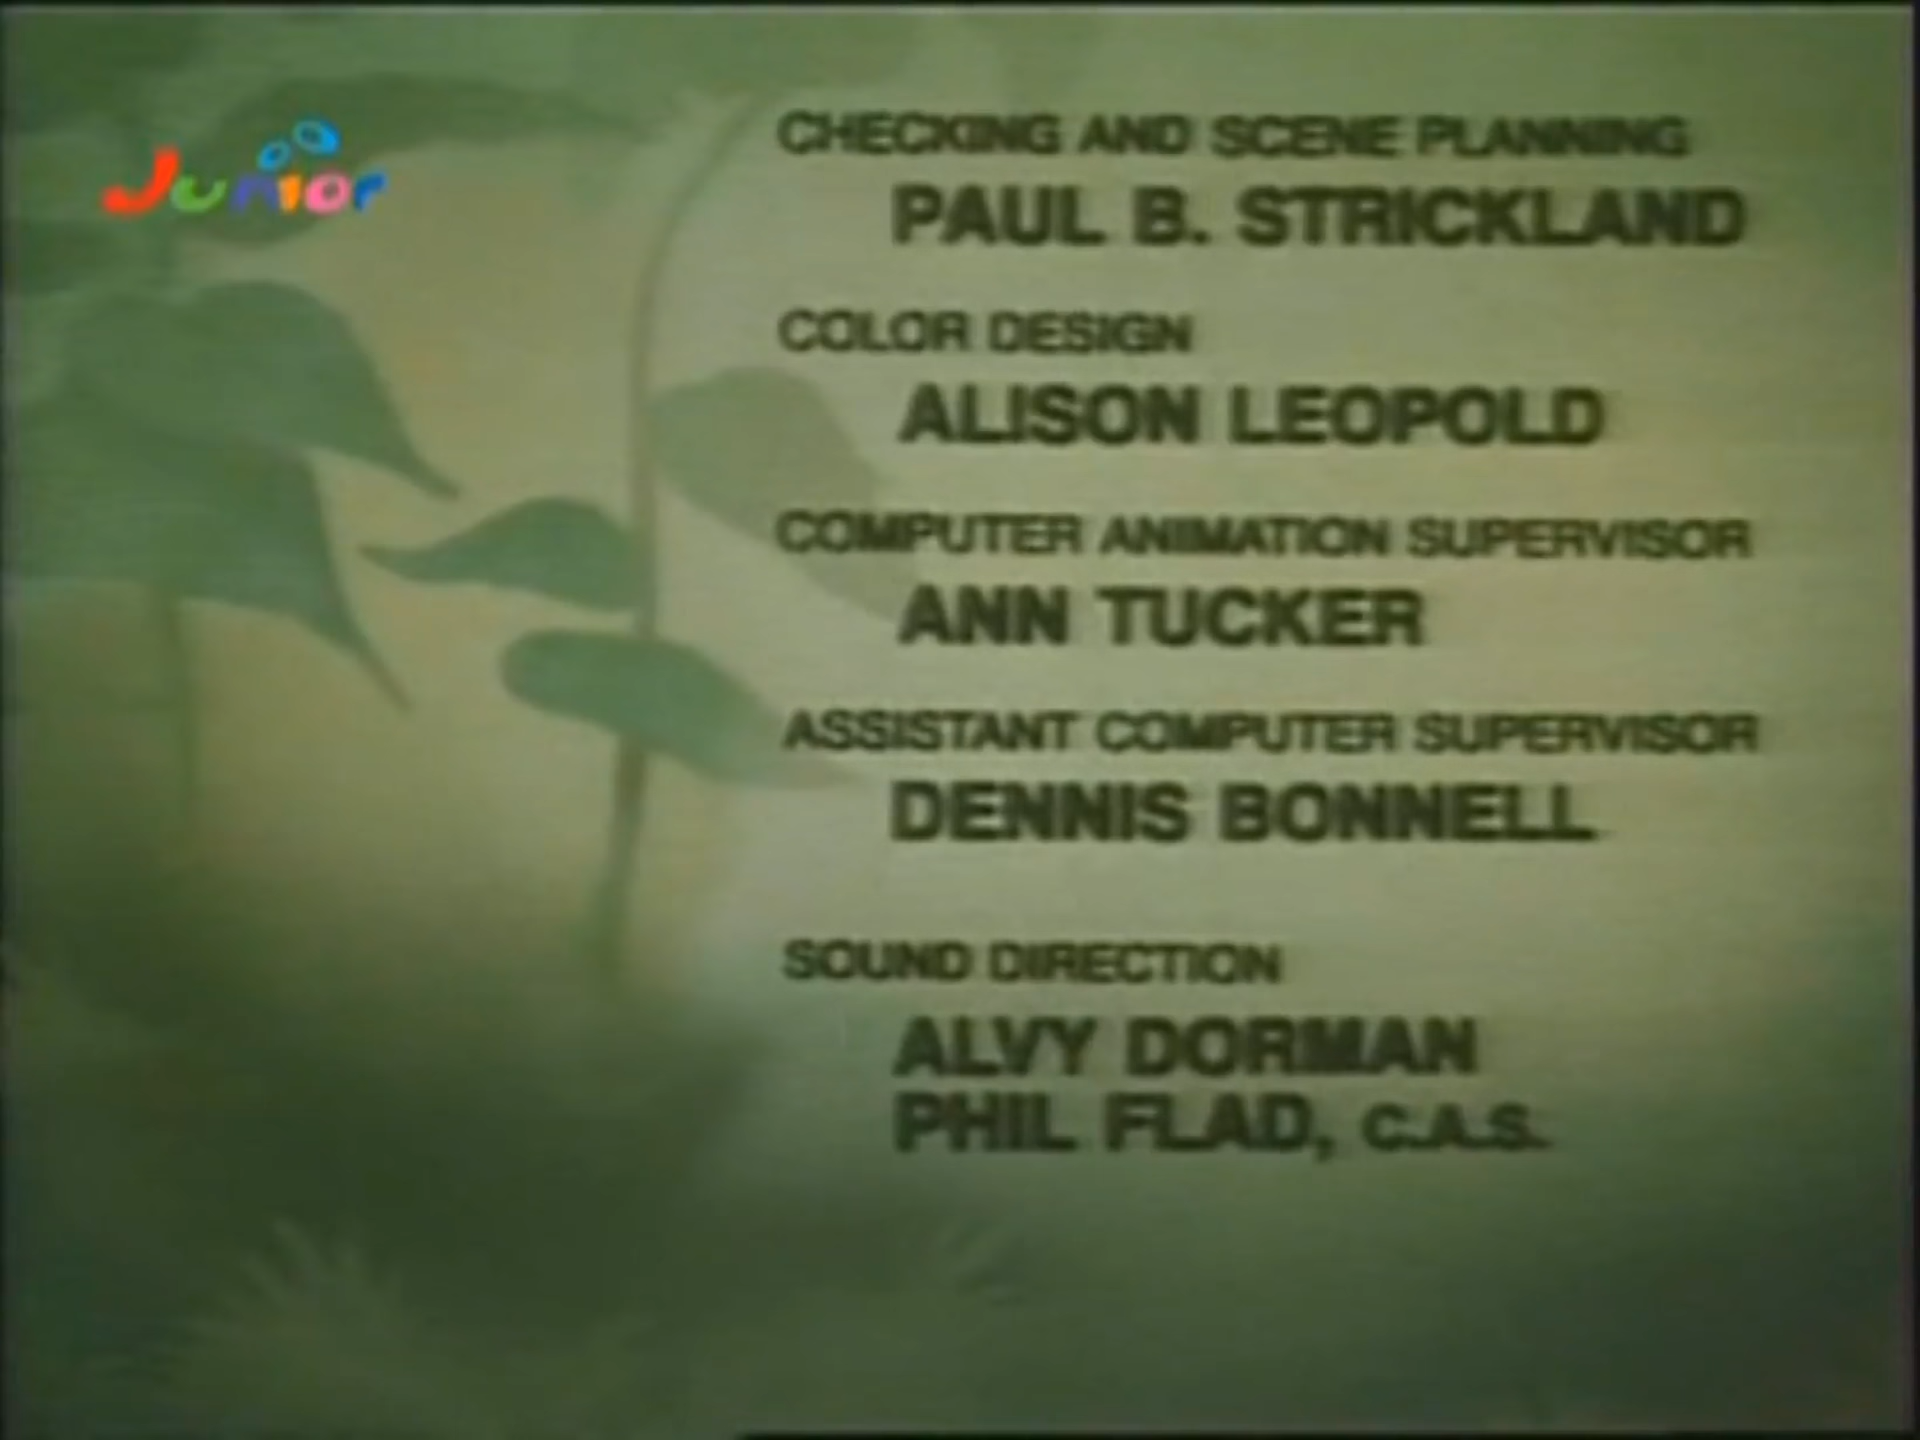 Junior
CHECKING AND SCENE PLANNING
PAUL B. STRICKLAND
COLOR DESIGN
ALISON LEOPOLD
COMPUTER ANIMATION SUPERVISOR
ANN TUCKER
ASSISTANT COMPUTER SUPERVISOR
DENNIS BONNELL
SOUND DIRECTION
ALVY DORMAN
PHIL FLAD, C.A.S.